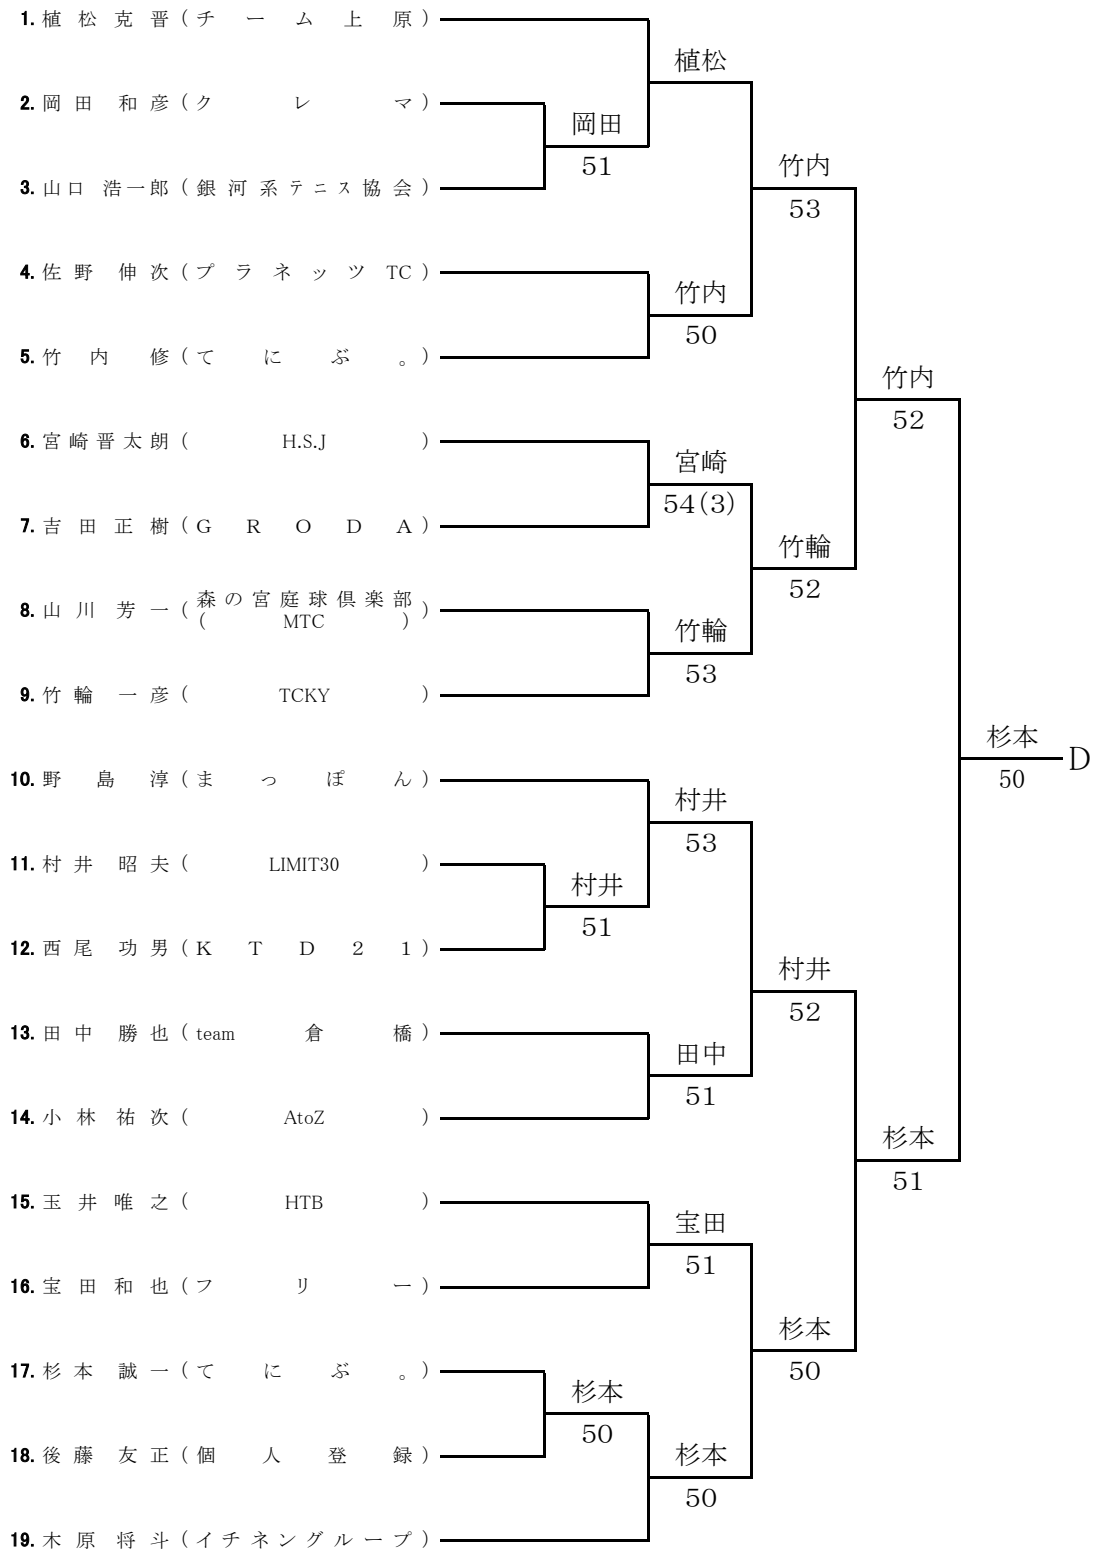 1. 植松克晋(チーム上原)
植松
2. 岡田 和彦(クレマ)
岡田
51
竹内
3. 山口 浩一郎(銀河系テニス協会)
53
4. 佐野 伸次(プラネッツTC)
竹内
50
5. 竹内 修(てにぶ。)
竹内
52
6. 宮崎晋太朗(H.S.J)
宮崎
54(3)
7. 吉田正樹(GRODA)
竹輪
52
8. 山川 芳一(森の宮庭球倶楽部
(MTC))
竹輪
53
9. 竹輪 一彦(TCKY)
杉本
D
50
10. 野島 淳(まっぽん)
村井
53
11. 村井 昭夫(LIMIT30)
村井
51
12. 西尾 功男(KTD21)
村井
52
13. 田中 勝也(team倉橋)
田中
51
14. 小林 祐次(AtoZ)
杉本
51
15. 玉井唯之(HTB)
宝田
51
16. 宝田和也(フリー)
杉本
50
17. 杉本 誠一(てにぶ。)
杉本
50
18. 後藤 友正(個人登録)
杉本
50
19. 木原 将斗(イチネングループ)